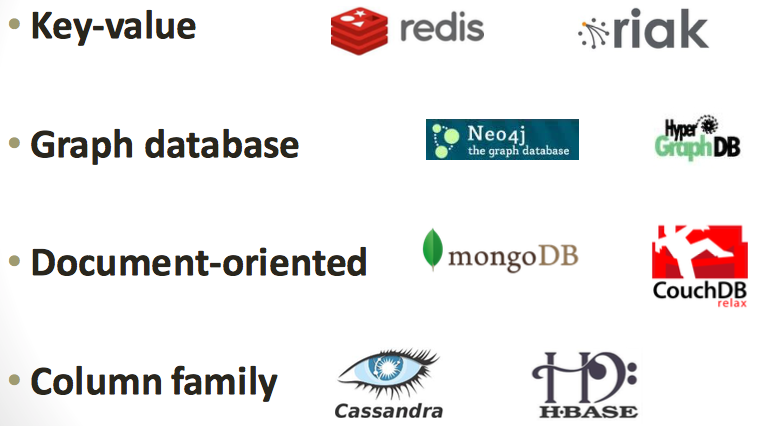 • Key-value
redis
riak
• Graph database
Neo4j
the graph database
Hyper
GraphDB
• Document-oriented
mongoDB
CouchDB
relax
• Column family
Cassandra
H·BASE